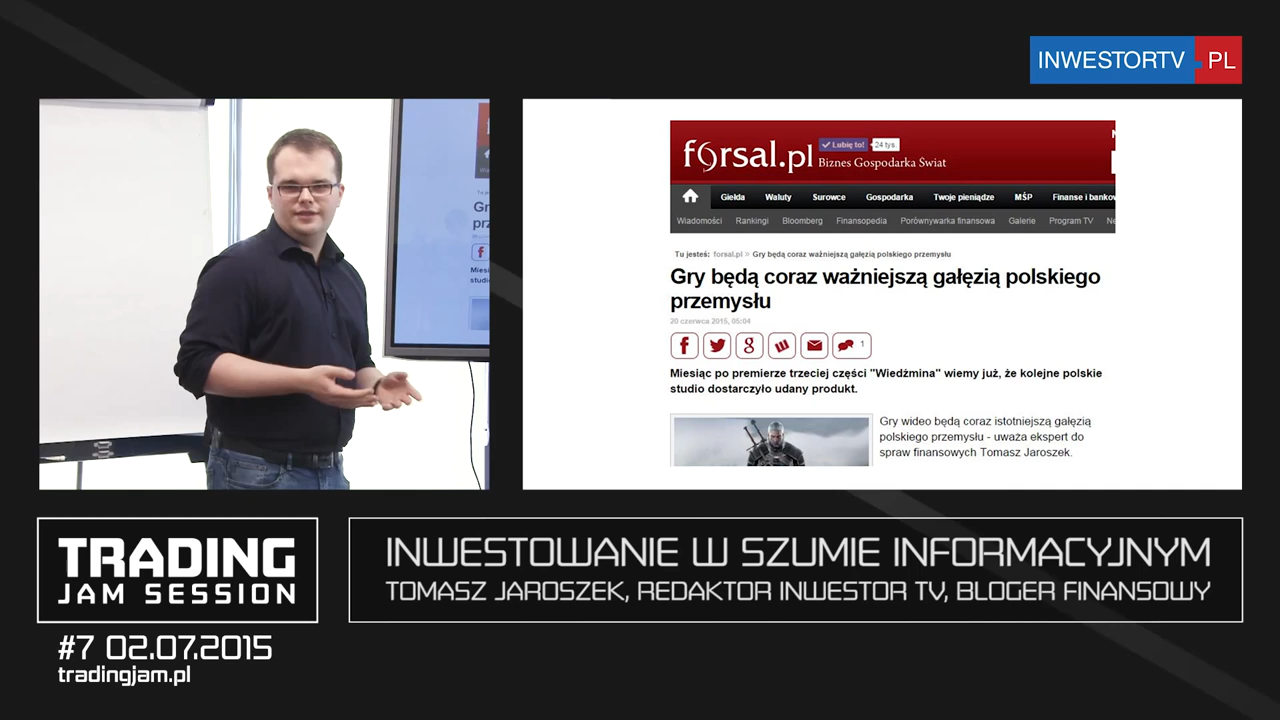 INWESTORTV.PL
forsal.pl
Lubię to!
24 tys.
Biznes Gospodarka Świat
Giełda Waluty Surowce Gospodarka Twoje pieniądze MŚP Finanse i bankow
Wiadomości Rankingi Bloomberg Finansopedia Porównywarka finansowa Galerie Program TV Ne
Tu jesteś: forsal.pl » Gry będą coraz ważniejszą gałęzią polskiego przemysłu
Gry będą coraz ważniejszą gałęzią polskiego
przemysłu
20 czerwca 2015, 05:04
1
Miesiąc po premierze trzeciej części "Wiedźmina" wiemy już, że kolejne polskie
studio dostarczyło udany produkt.
Gry wideo będą coraz istotniejszą gałęzią
polskiego przemysłu - uważa ekspert do
spraw finansowych Tomasz Jaroszek.
TRADING
JAM SESSION
#7 02.07.2015
tradingjam.pl
INWESTOWANIE W SZUMIE INFORMACYJNYM
TOMASZ JAROSZEK, REDAKTOR INWESTOR TV, BLOGER FINANSOWY